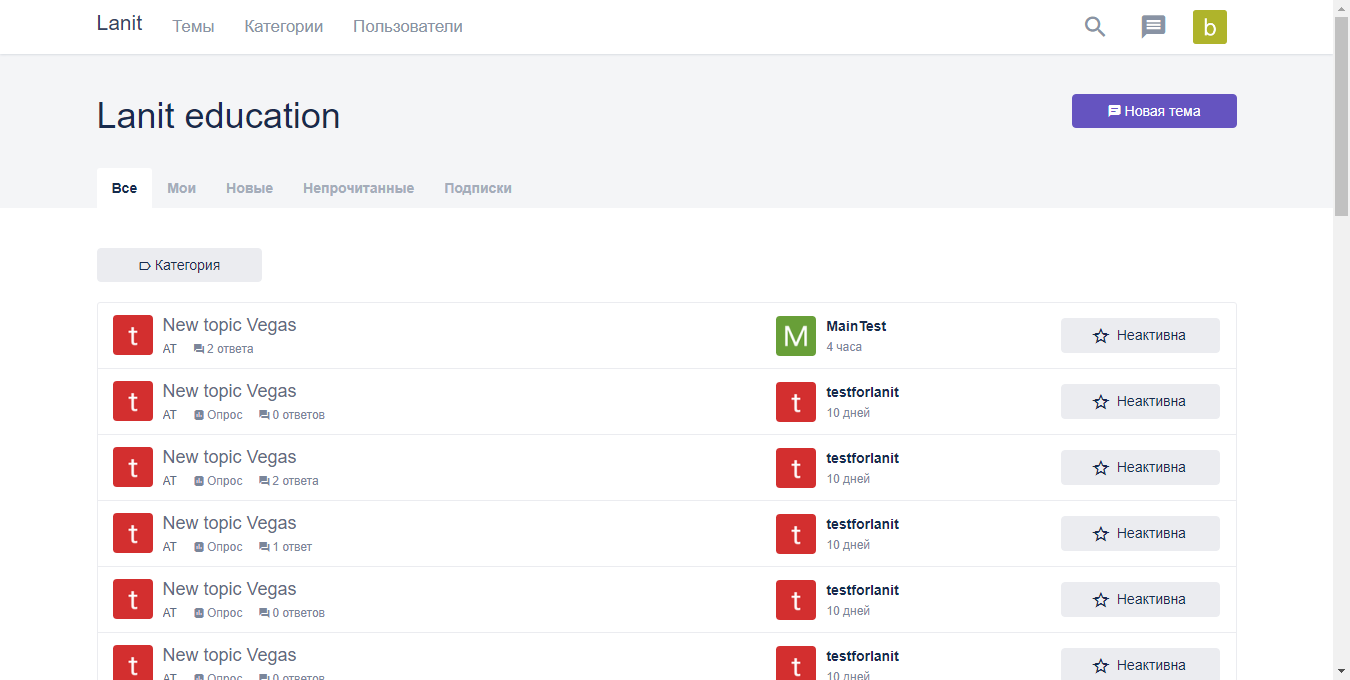 Lanit Темы Категории Пользователи b
Lanit education
Новая тема
Все Мои Новые Непрочитанные Подписки
Категория
t New topic Vegas M MainTest Неактивна
AT 2 ответа 4 часа
t New topic Vegas t testforlanit Неактивна
AT Опрос 0 ответов 10 дней
t New topic Vegas t testforlanit Неактивна
AT Опрос 2 ответа 10 дней
t New topic Vegas t testforlanit Неактивна
AT Опрос 1 ответ 10 дней
t New topic Vegas t testforlanit Неактивна
AT Опрос 0 ответов 10 дней
t New topic Vegas t testforlanit Неактивна
AT Опрос 0 ответов 10 дней